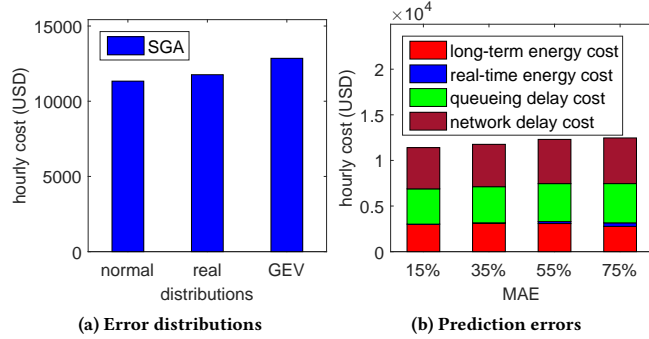 15000
10000
5000
0
hourly cost (USD)
SGA
normal real GEV
distributions
(a) Error distributions
×10^4
2
1.5
1
0.5
0
hourly cost (USD)
long-term energy cost
real-time energy cost
queueing delay cost
network delay cost
15% 35% 55% 75%
MAE
(b) Prediction errors